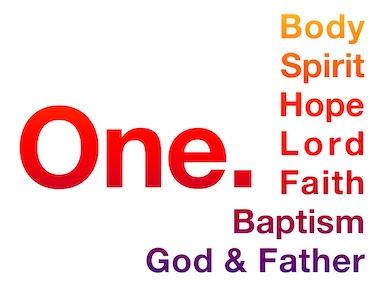 One.
Body
Spirit
Hope
Lord
Faith
Baptism
God & Father